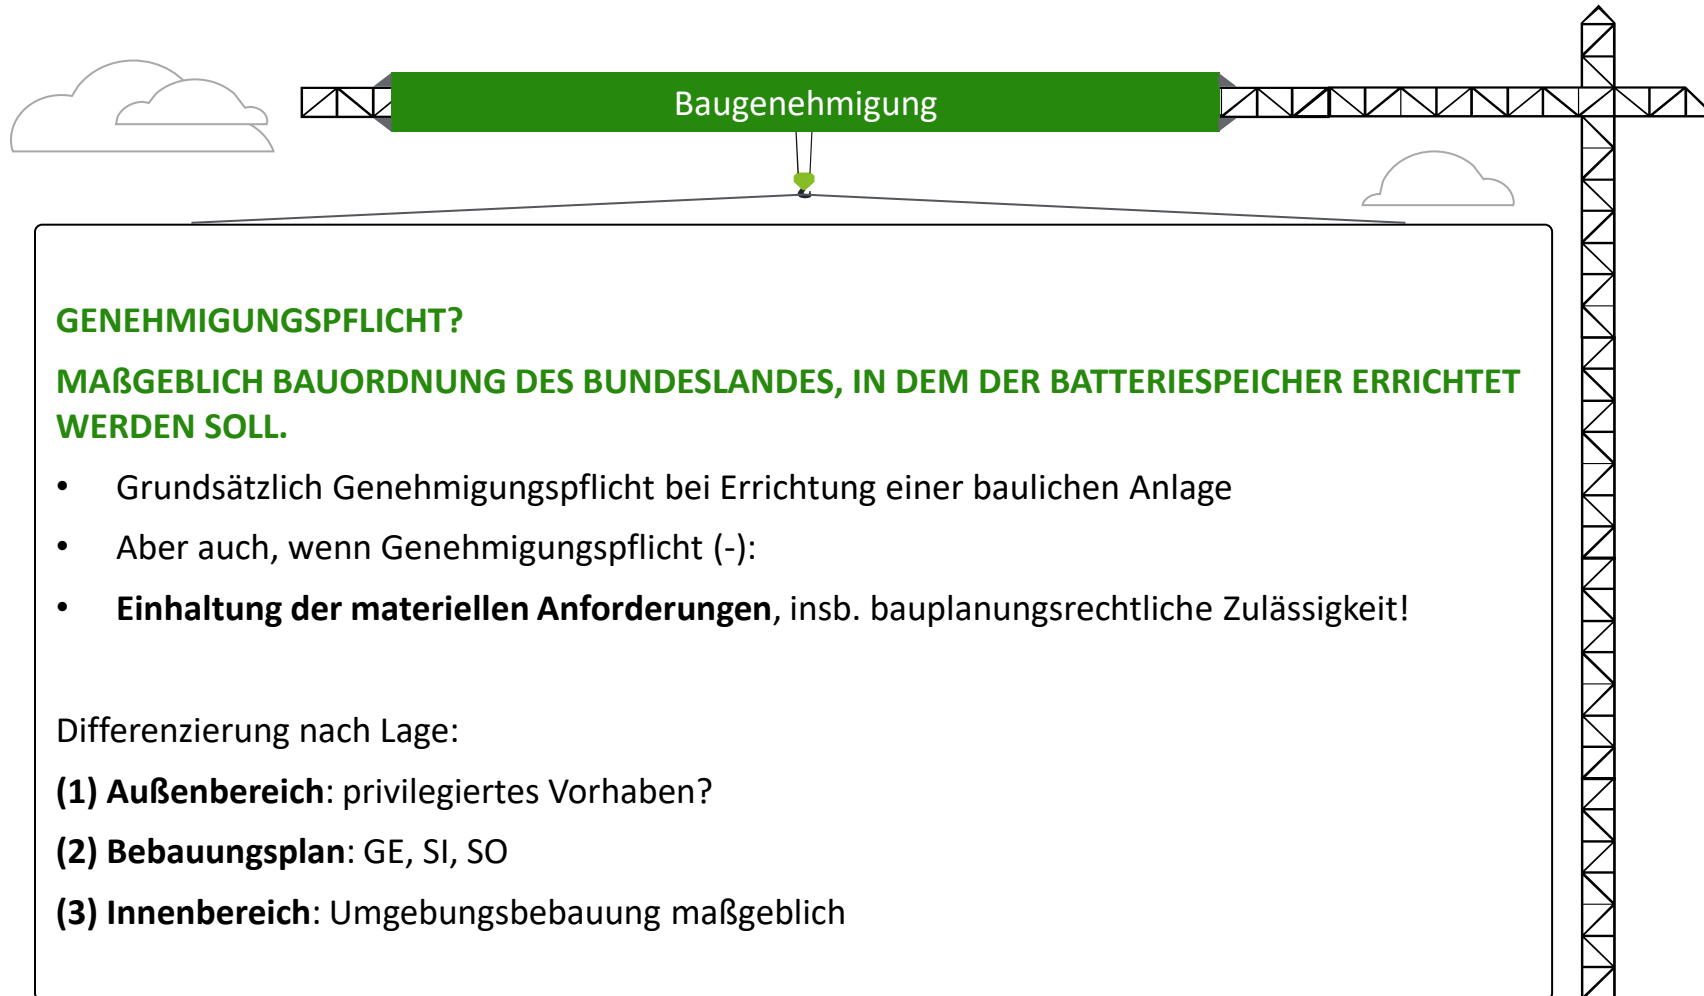 Baugenehmigung
GENEHMIGUNGSPFLICHT?
MAßGEBLICH BAUORDNUNG DES BUNDESLANDES, IN DEM DER BATTERIESPEICHER ERRICHTET
WERDEN SOLL.
• Grundsätzlich Genehmigungspflicht bei Errichtung einer baulichen Anlage
• Aber auch, wenn Genehmigungspflicht (-):
• Einhaltung der materiellen Anforderungen, insb. bauplanungsrechtliche Zulässigkeit!
Differenzierung nach Lage:
(1) Außenbereich: privilegiertes Vorhaben?
(2) Bebauungsplan: GE, SI, SO
(3) Innenbereich: Umgebungsbebauung maßgeblich